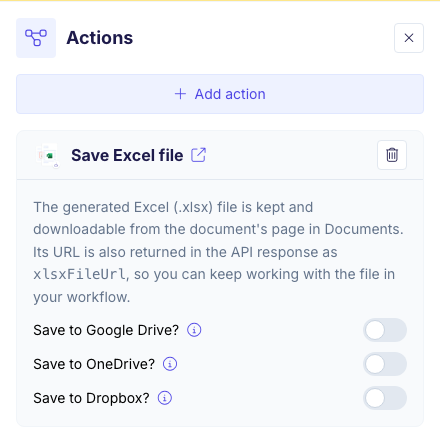 Actions
Add action
Save Excel file
The generated Excel (.xlsx) file is kept and
downloadable from the document's page in Documents.
Its URL is also returned in the API response as
xlsxFileUrl, so you can keep working with the file in
your workflow.
Save to Google Drive?
Save to OneDrive?
Save to Dropbox?